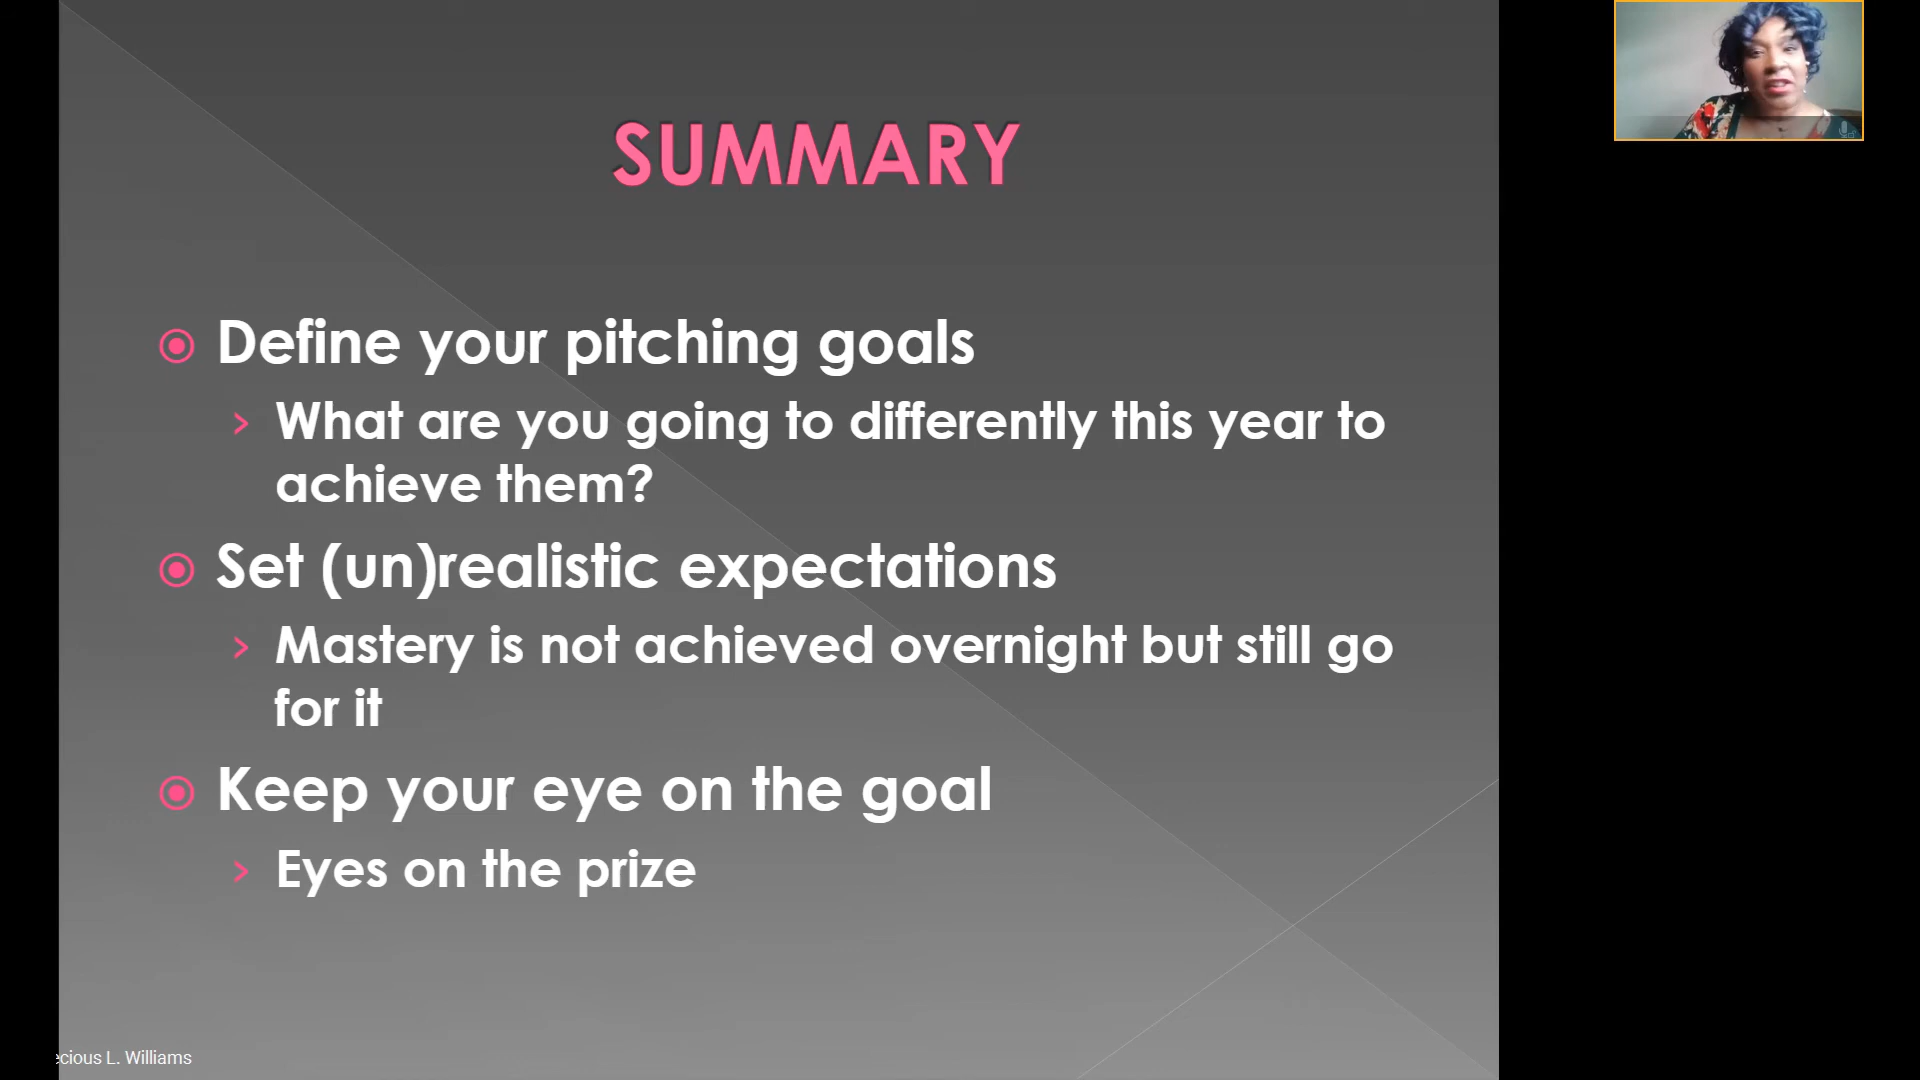 SUMMARY
Define your pitching goals
What are you going to differently this year to
achieve them?
Set (un)realistic expectations
Mastery is not achieved overnight but still go
for it
Keep your eye on the goal
Eyes on the prize
ecious L. Williams